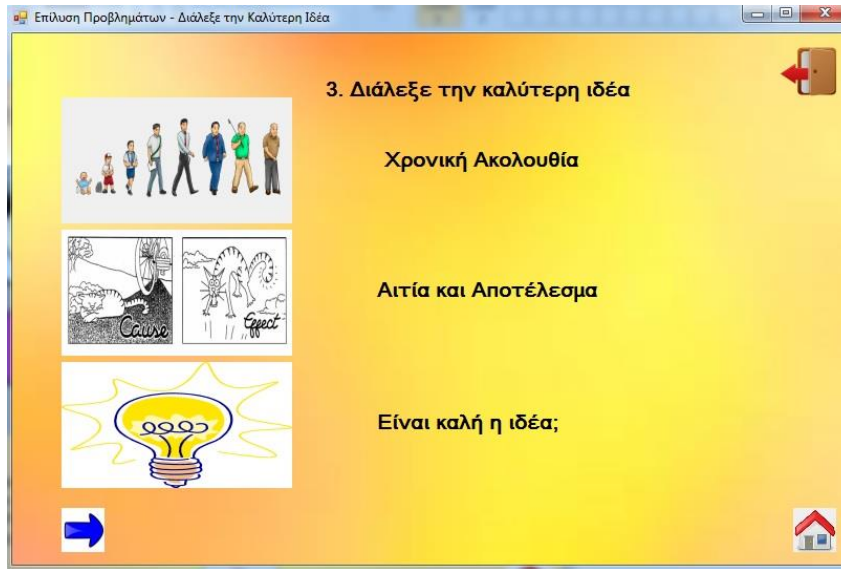 Επίλυση Προβλημάτων - Διάλεξε την Καλύτερη Ιδέα
3. Διάλεξε την καλύτερη ιδέα
Χρονική Ακολουθία
Cause
Effect
Αιτία και Αποτέλεσμα
Είναι καλή η ιδέα;